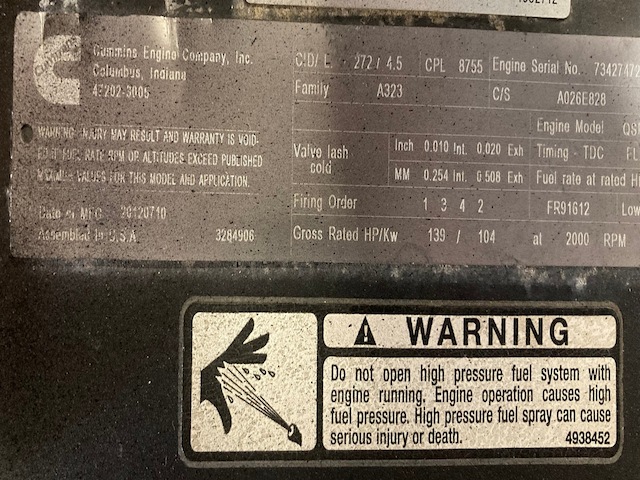 Cummins Engine Company, Inc.
Columbus, Indiana
47202-3005
CID/ L. 272 / 4.5 CPL 8755 Engine Serial No. 73427472
Family A323 C/S A026E828
Engine Model QS
WARNING: INJURY MAY RESULT AND WARRANTY IS VOID-
ED IF FUEL RATE RPM OR ALTITUDES EXCEED PUBLISHED
MAXIMUM VALUES FOR THIS MODEL AND APPLICATION.
Valve lash cold Inch 0.010 Int. 0.020 Exh Timing - TDC FL
MM 0.254 Int. 0.508 Exh Fuel rate at rated H
Date of MFG 20120710
Firing Order 1 3 4 2 FR91612 Low
Assembled in U.S.A 3284906
Gross Rated HP/Kw 139 / 104 at 2000 RPM
WARNING
Do not open high pressure fuel system with
engine running. Engine operation causes high
fuel pressure. High pressure fuel spray can cause
serious injury or death. 4938452